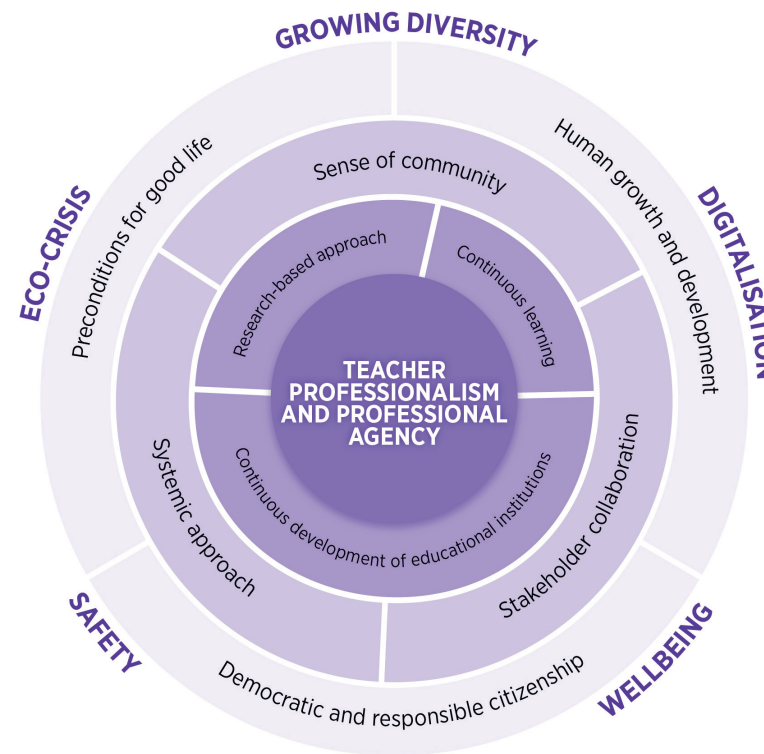 GROWING DIVERSITY
DIGITALISATION
WELLBEING
SAFETY
ECO-CRISIS
Preconditions for good life
Human growth and development
Democratic and responsible citizenship
Sense of community
Stakeholder collaboration
Systemic approach
Research-based approach
Continuous learning
Continuous development of educational institutions
TEACHER
PROFESSIONALISM
AND PROFESSIONAL
AGENCY